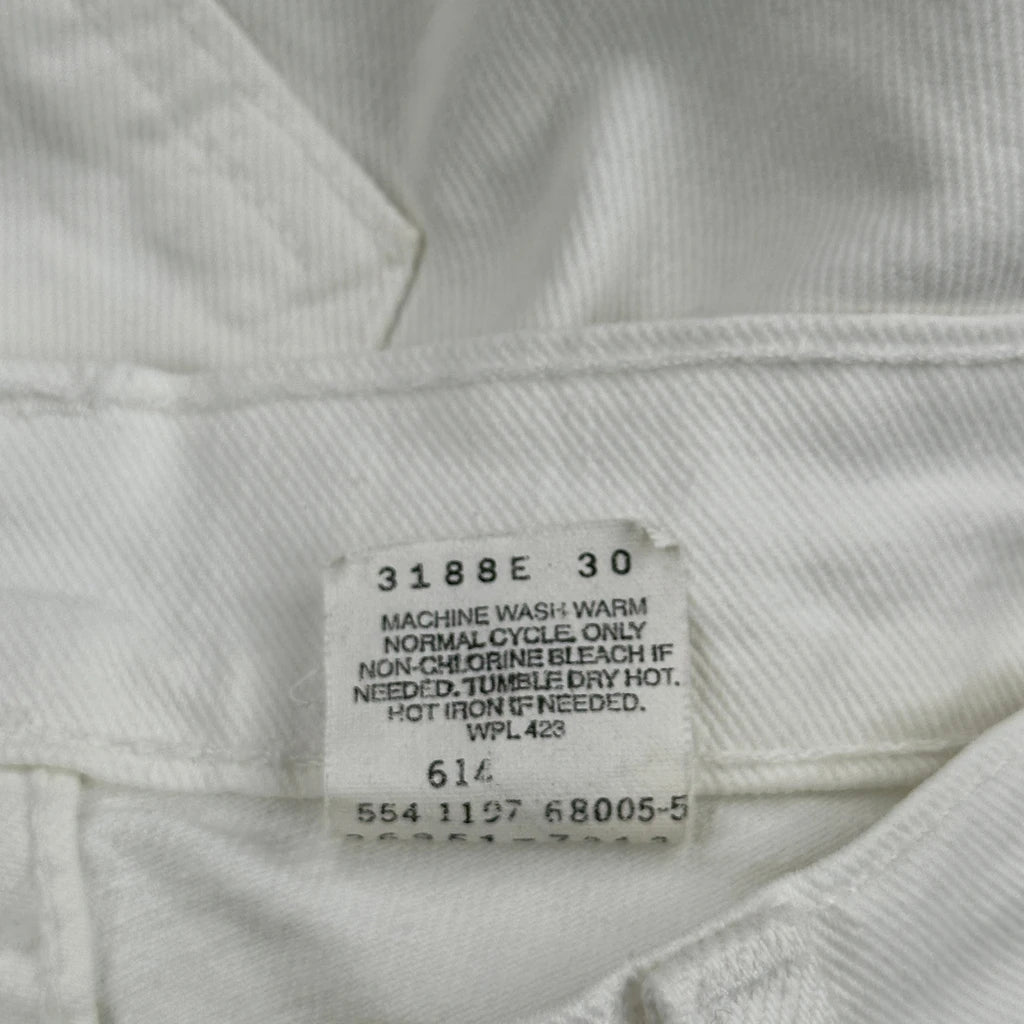 3188E 30
MACHINE WASH WARM
NORMAL CYCLE. ONLY
NON-CHLORINE BLEACH IF
NEEDED. TUMBLE DRY HOT.
HOT IRON IF NEEDED.
WPL 423
554 1197 68005-5